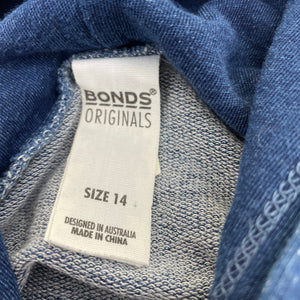 BONDS
ORIGINALS
SIZE 14
DESIGNED IN AUSTRALIA
MADE IN CHINA